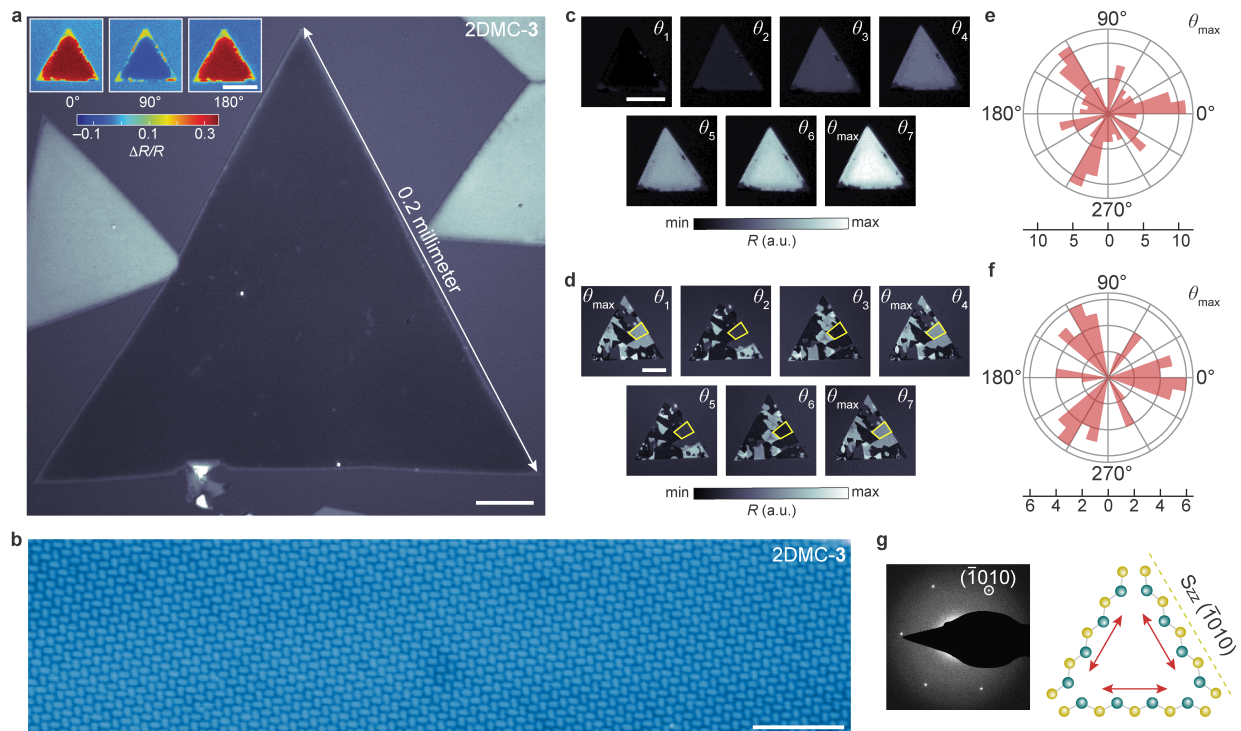 a
2DMC-3
0° 90° 180°
–0.1 0.1 0.3
ΔR/R
0.2 millimeter
b
2DMC-3
c
θ1 θ2 θ3 θ4
θ5 θ6 θmax θ7
min max
R (a.u.)
d
θmax θ1 θ2 θ3 θmax θ4
θ5 θ6 θmax θ7
min max
R (a.u.)
e
90°
θmax
180° 0°
270°
10 5 0 5 10
f
90°
θmax
180° 0°
270°
6 4 2 0 2 4 6
g
(1̅010)
Szz (1̅010)